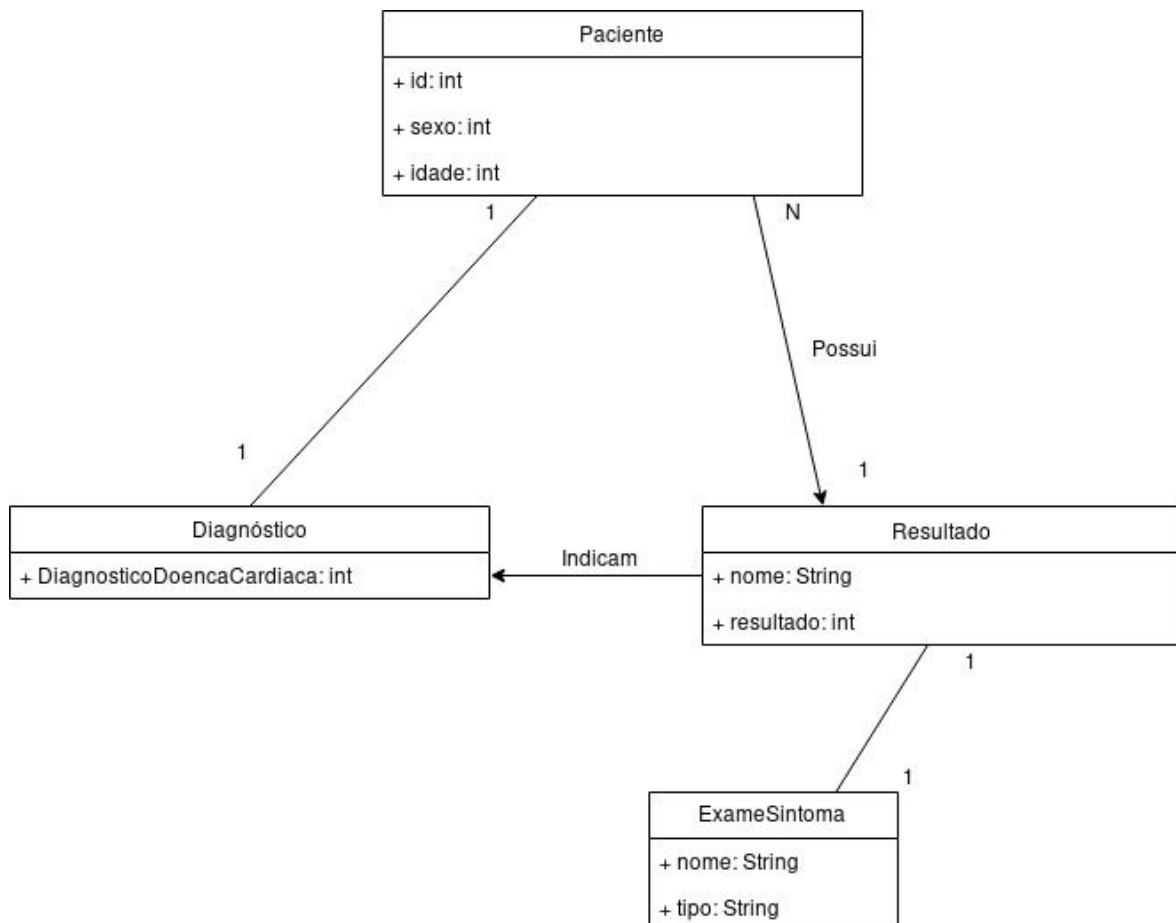 Paciente
+ id: int
+ sexo: int
+ idade: int
1
N
Possui
1
1
Diagnóstico
+ DiagnosticoDoencaCardiaca: int
Indicam
Resultado
+ nome: String
+ resultado: int
1
1
ExameSintoma
+ nome: String
+ tipo: String